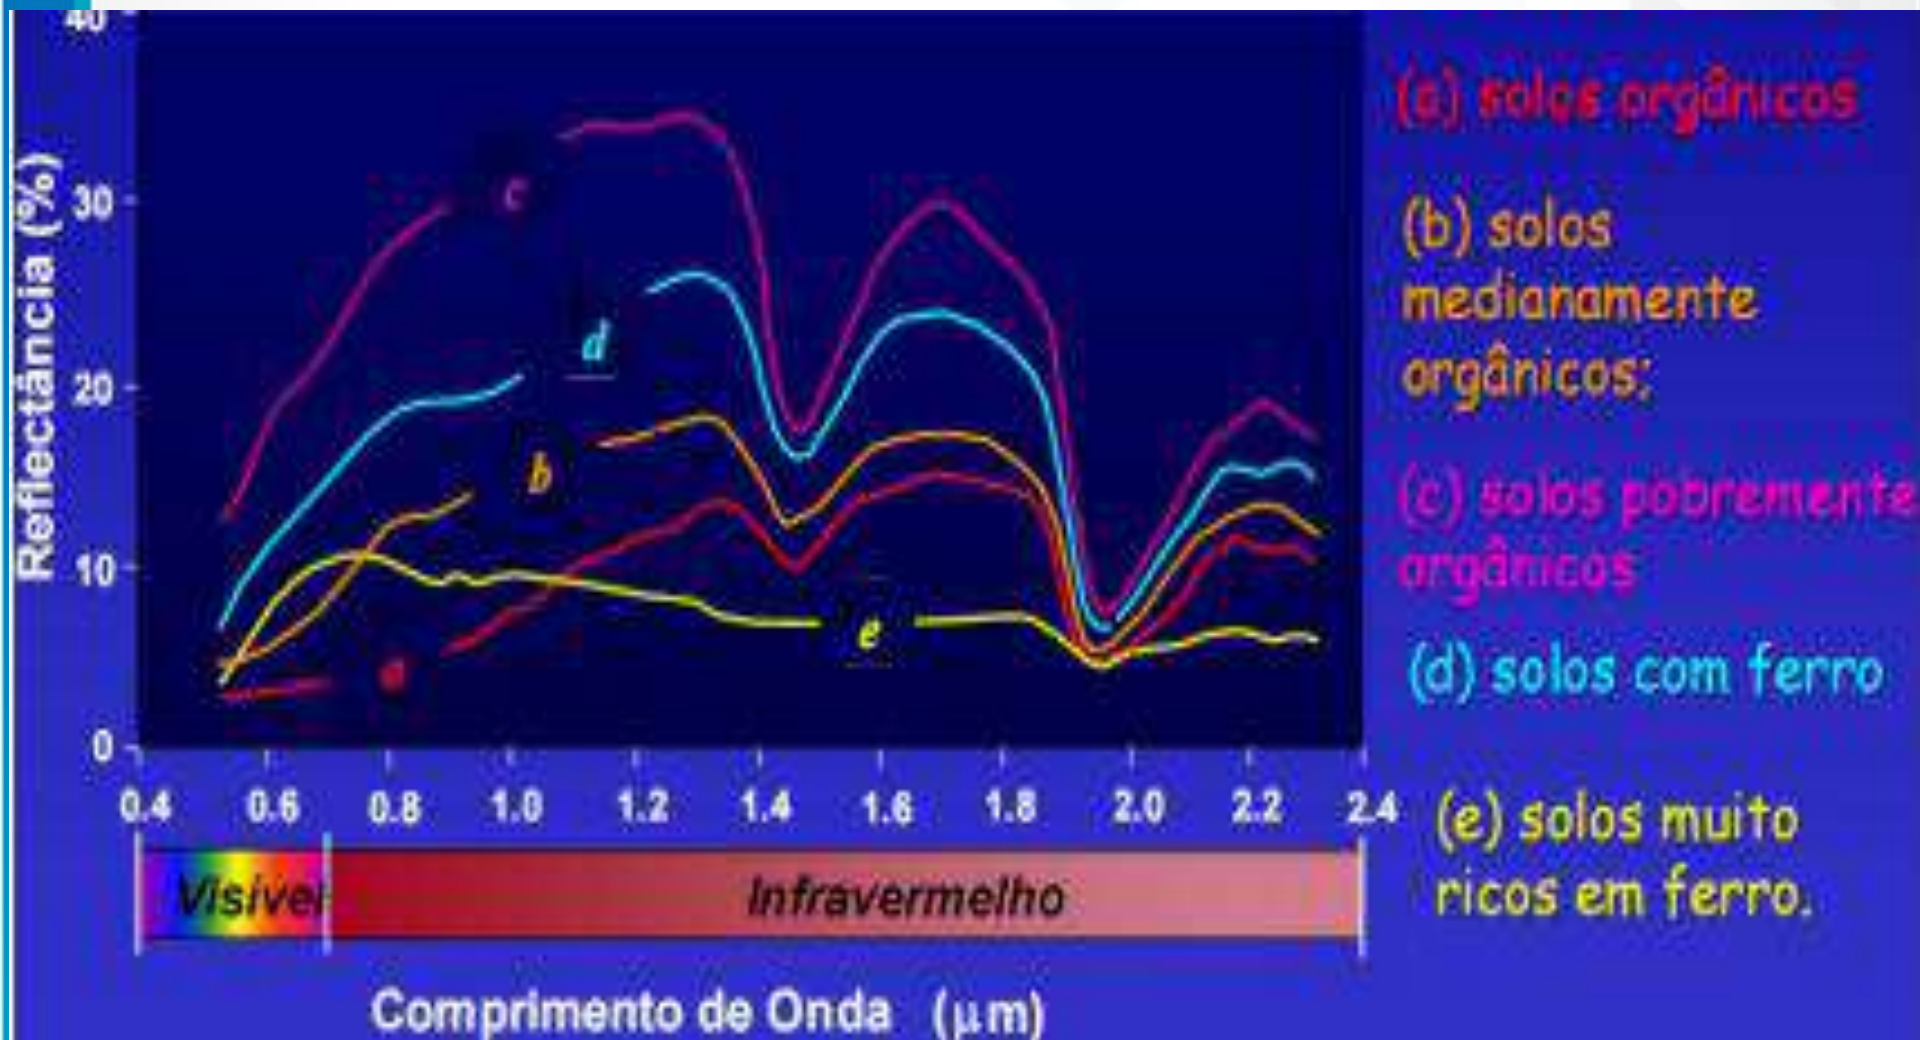 40
Reflectância (%)
30
20
10
0
c
d
b
e
a
0.4 0.6 0.8 1.0 1.2 1.4 1.6 1.8 2.0 2.2 2.4
Visível
Infravermelho
Comprimento de Onda (μm)
(a) solos orgânicos
(b) solos
medianamente
orgânicos;
(c) solos pobremente
orgânicos
(d) solos com ferro
(e) solos muito
ricos em ferro.